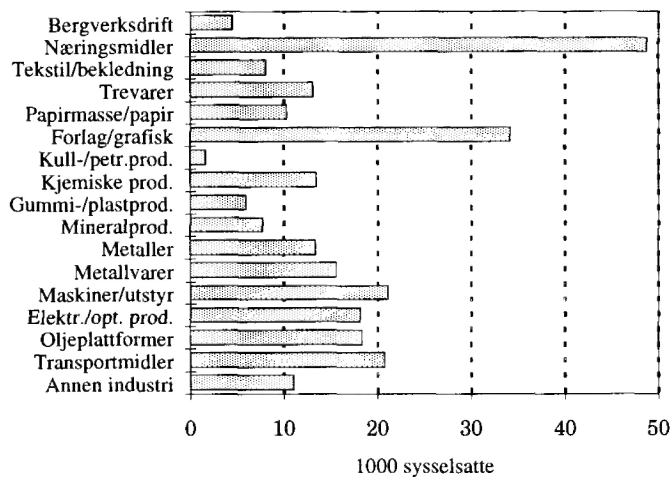 Bergverksdrift
Næringsmidler
Tekstil/bekledning
Trevarer
Papirmasse/papir
Forlag/grafisk
Kull-/petr.prod.
Kjemiske prod.
Gummi-/plastprod.
Mineralprod.
Metaller
Metallvarer
Maskiner/utstyr
Elektr./opt. prod.
Oljeplattformer
Transportmidler
Annen industri
0 10 20 30 40 50
1000 sysselsatte